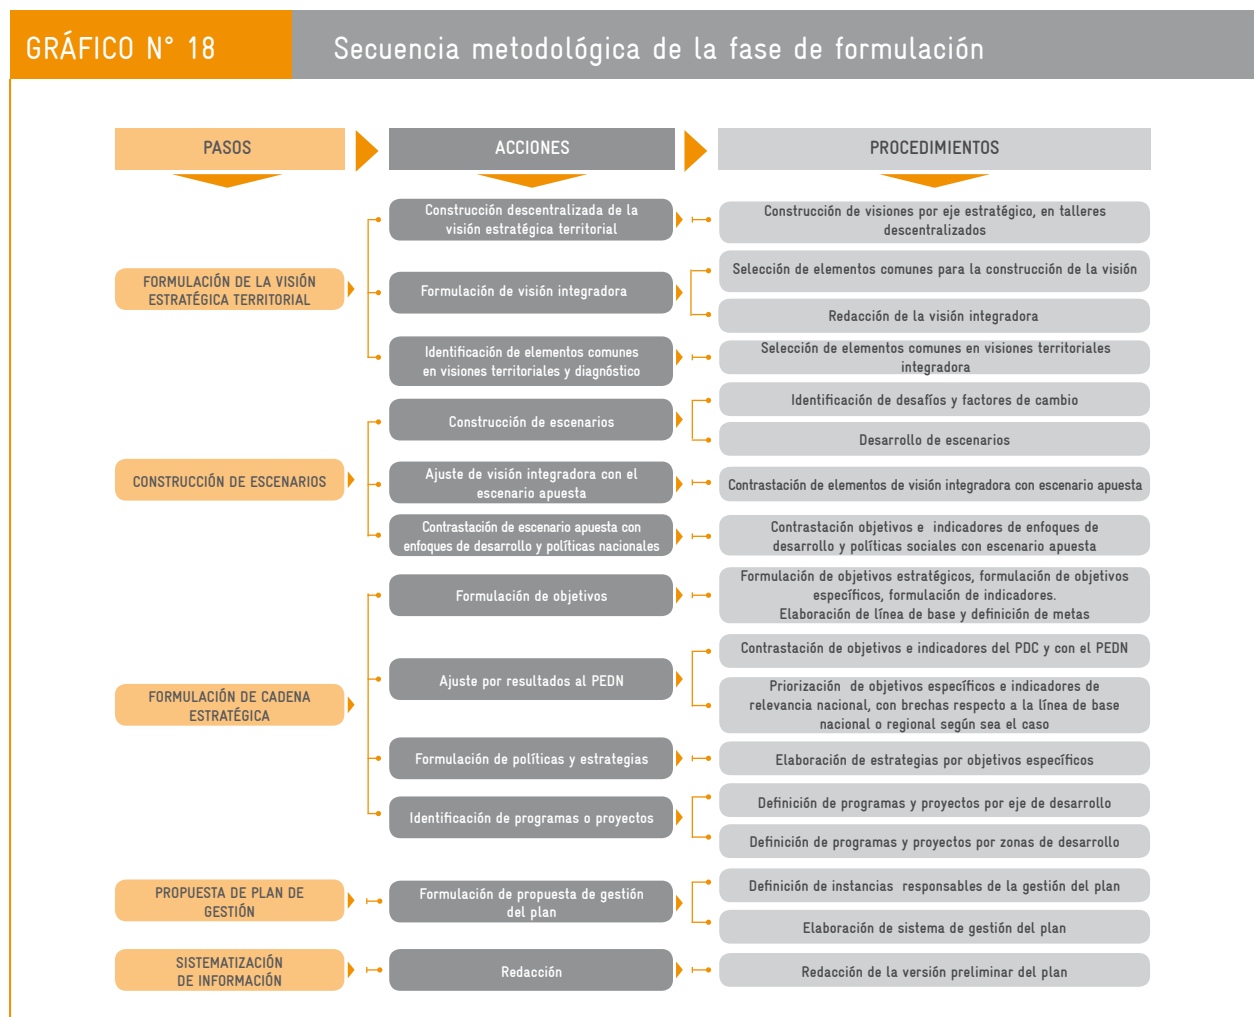 GRÁFICO N° 18
Secuencia metodológica de la fase de formulación
PASOS
ACCIONES
PROCEDIMIENTOS
FORMULACIÓN DE LA VISIÓN
ESTRATÉGICA TERRITORIAL
Construcción descentralizada de la
visión estratégica territorial
Construcción de visiones por eje estratégico, en talleres
descentralizados
Formulación de visión integradora
Selección de elementos comunes para la construcción de la visión
Redacción de la visión integradora
Identificación de elementos comunes
en visiones territoriales y diagnóstico
Selección de elementos comunes en visiones territoriales
integradora
CONSTRUCCIÓN DE ESCENARIOS
Construcción de escenarios
Identificación de desafíos y factores de cambio
Desarrollo de escenarios
Ajuste de visión integradora con el
escenario apuesta
Contrastación de elementos de visión integradora con escenario apuesta
Contrastación de escenario apuesta con
enfoques de desarrollo y políticas nacionales
Contrastación objetivos e indicadores de enfoques de
desarrollo y políticas sociales con escenario apuesta
FORMULACIÓN DE CADENA
ESTRATÉGICA
Formulación de objetivos
Formulación de objetivos estratégicos, formulación de objetivos
específicos, formulación de indicadores.
Elaboración de línea de base y definición de metas
Ajuste por resultados al PEDN
Contrastación de objetivos e indicadores del PDC y con el PEDN
Priorización de objetivos específicos e indicadores de
relevancia nacional, con brechas respecto a la línea de base
nacional o regional según sea el caso
Formulación de políticas y estrategias
Elaboración de estrategias por objetivos específicos
Identificación de programas o proyectos
Definición de programas y proyectos por eje de desarrollo
Definición de programas y proyectos por zonas de desarrollo
PROPUESTA DE PLAN DE
GESTIÓN
Formulación de propuesta de gestión
del plan
Definición de instancias responsables de la gestión del plan
Elaboración de sistema de gestión del plan
SISTEMATIZACIÓN
DE INFORMACIÓN
Redacción
Redacción de la versión preliminar del plan